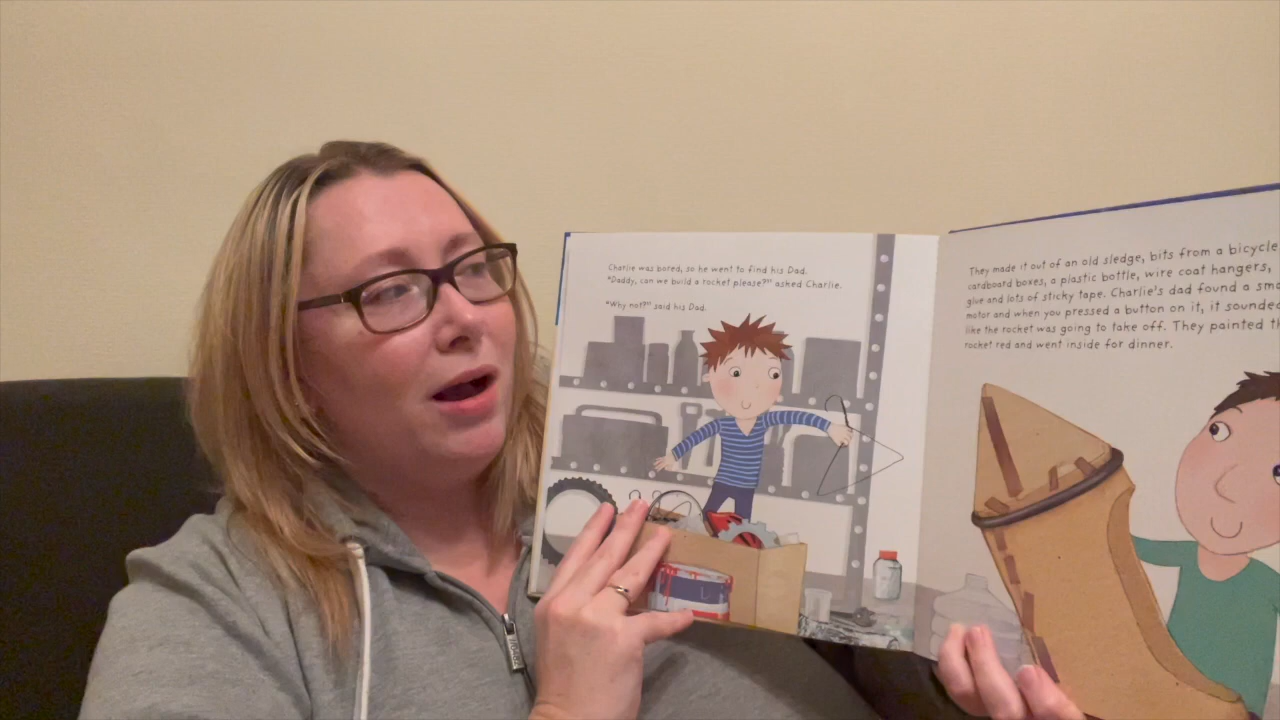 Charlie was bored, so he went to find his Dad.
"Daddy, can we build a rocket please?" asked Charlie.
"Why not?" said his Dad.
They made it out of an old sledge, bits from a bicycle
cardboard boxes, a plastic bottle, wire coat hangers,
glue and lots of sticky tape. Charlie's dad found a sma
motor and when you pressed a button on it, it sounded
like the rocket was going to take off. They painted th
rocket red and went inside for dinner.